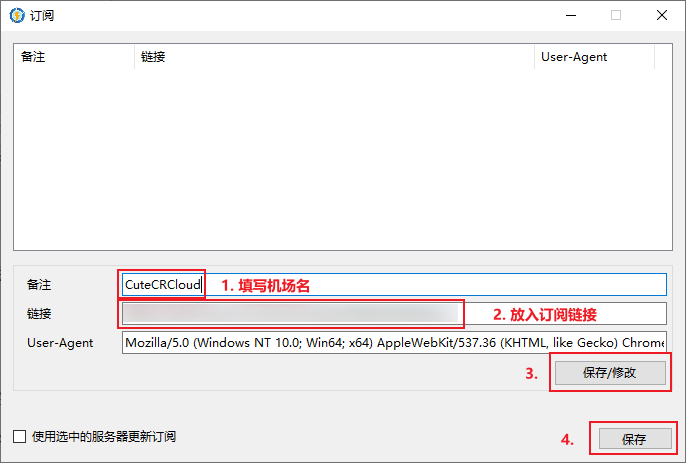 订阅
备注 链接 User-Agent
备注 CuteCRCloud 1. 填写机场名
链接 2. 放入订阅链接
User-Agent Mozilla/5.0 (Windows NT 10.0; Win64; x64) AppleWebKit/537.36 (KHTML, like Gecko) Chrome
3. 保存/修改
使用选中的服务器更新订阅 4. 保存